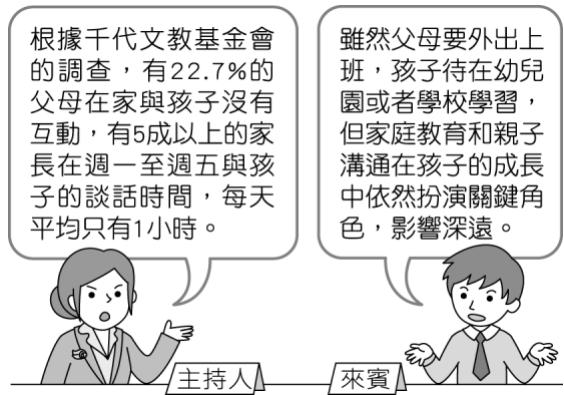 根據千代文教基金會
的調查，有22.7%的
父母在家與孩子沒有
互動，有5成以上的家
長在週一至週五與孩
子的談話時間，每天
平均只有1小時。
雖然父母要外出上
班，孩子待在幼兒
園或者學校學習，
但家庭教育和親子
溝通在孩子的成長
中依然扮演關鍵角
色，影響深遠。
主持人
來賓